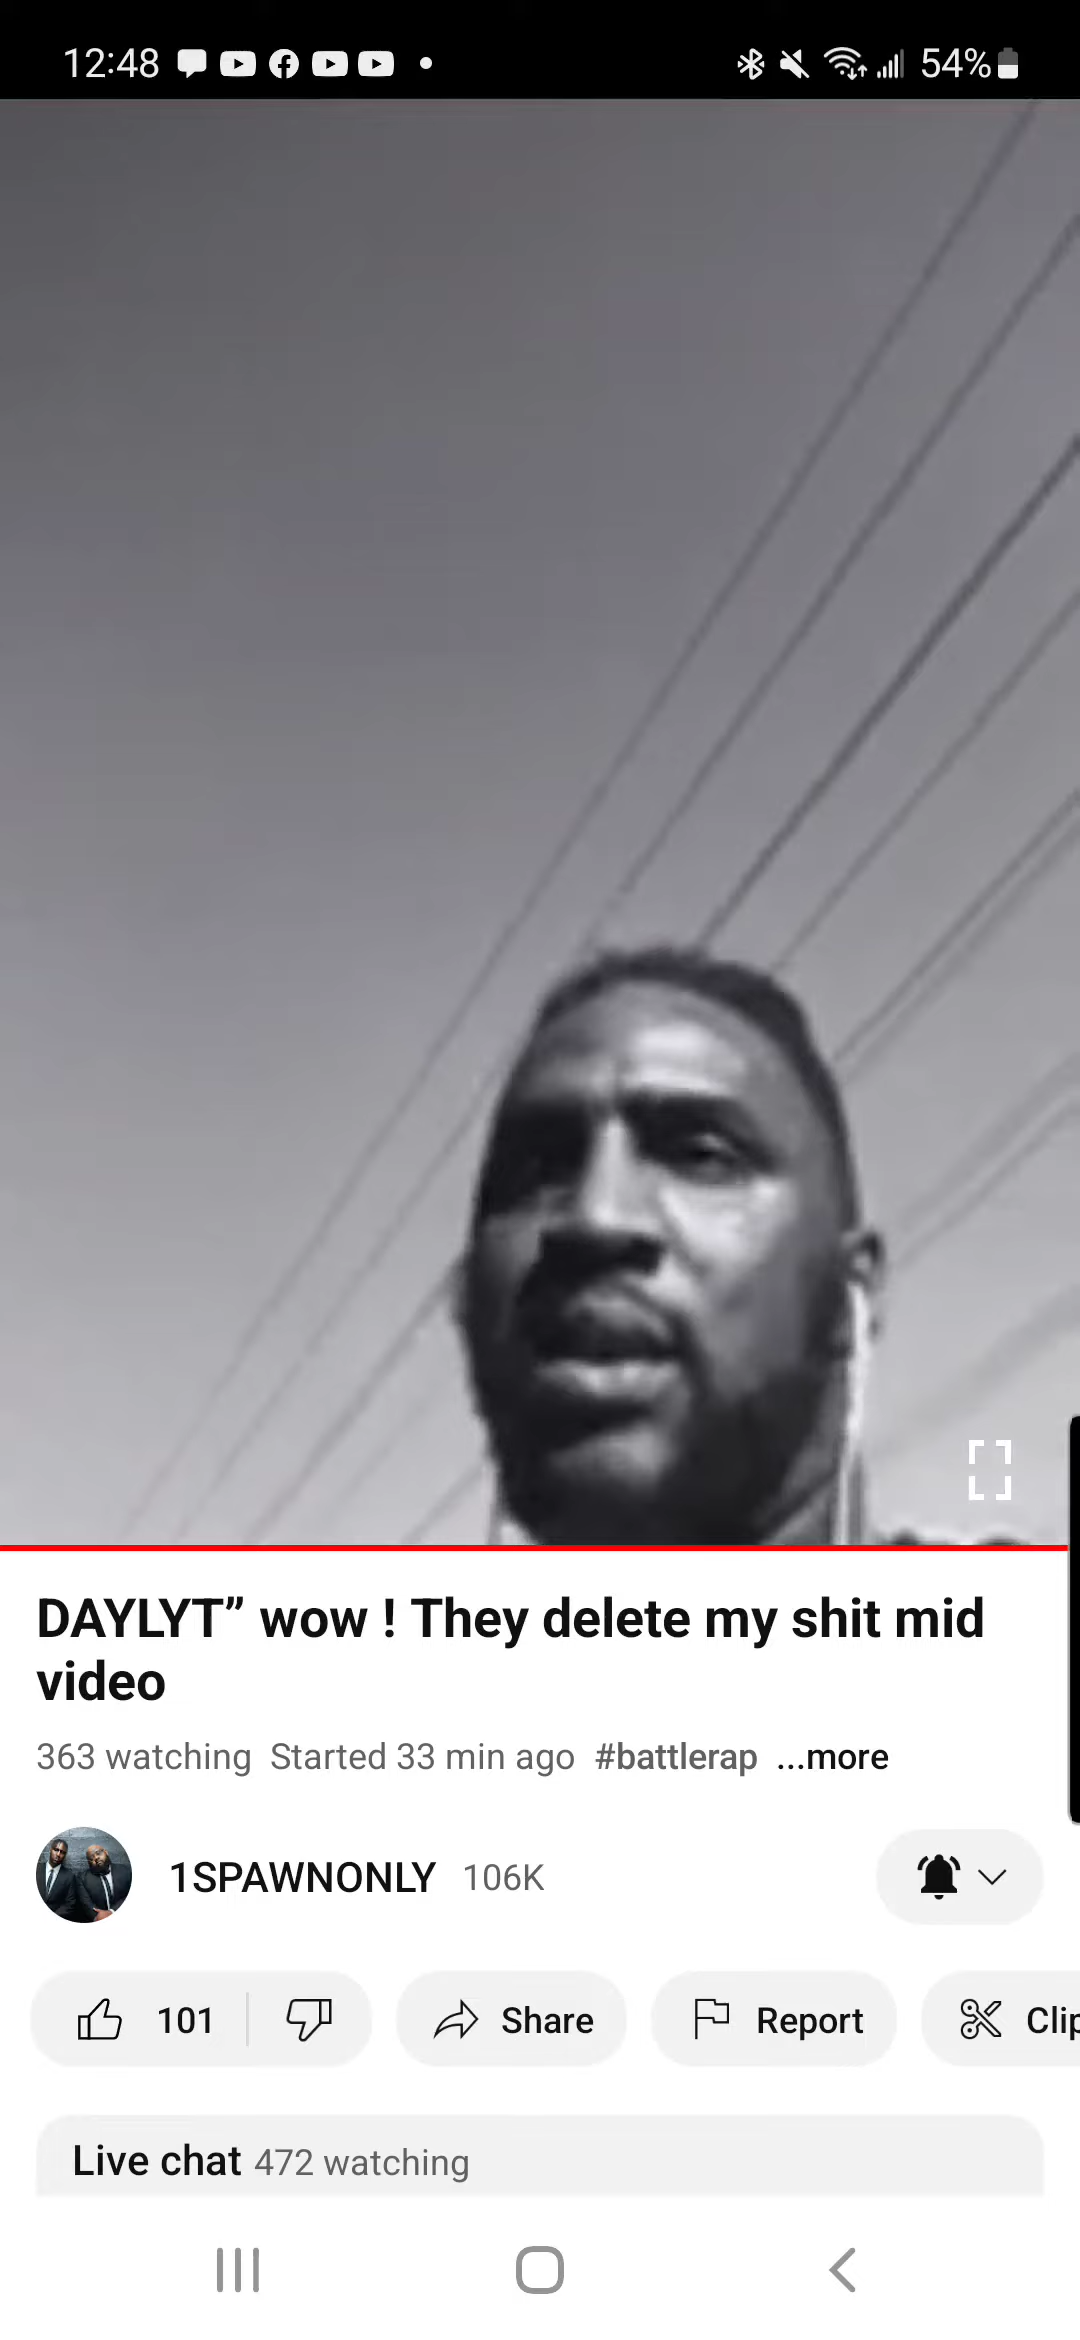 12:48 54%
DAYLYT” wow ! They delete my shit mid
video
363 watching Started 33 min ago #battlerap ...more
1SPAWNONLY 106K
101 Share Report Clip
Live chat 472 watching